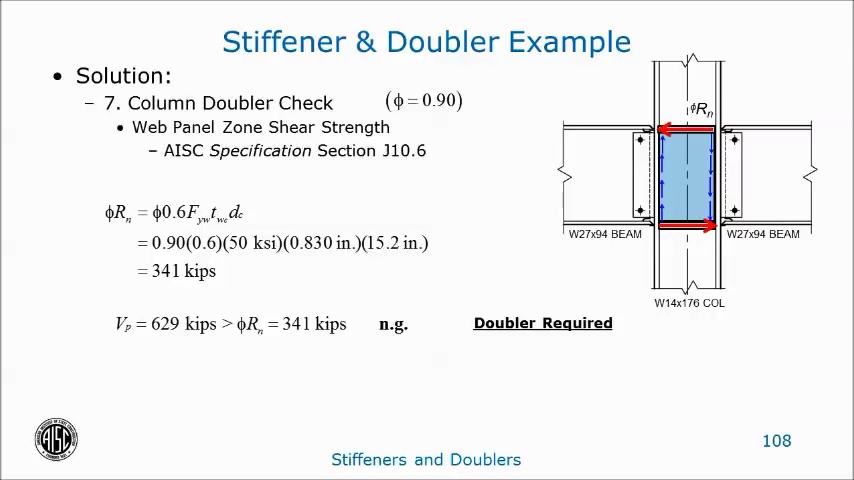 Stiffener & Doubler Example
• Solution:
– 7. Column Doubler Check (ϕ = 0.90)
• Web Panel Zone Shear Strength
– AISC Specification Section J10.6
ϕRn = ϕ0.6Fywtwcdc
= 0.90(0.6)(50 ksi)(0.830 in.)(15.2 in.)
= 341 kips
Vp = 629 kips > ϕRn = 341 kips n.g. Doubler Required
ϕRn
W27x94 BEAM
W27x94 BEAM
W14x176 COL
AISC
108
Stiffeners and Doublers